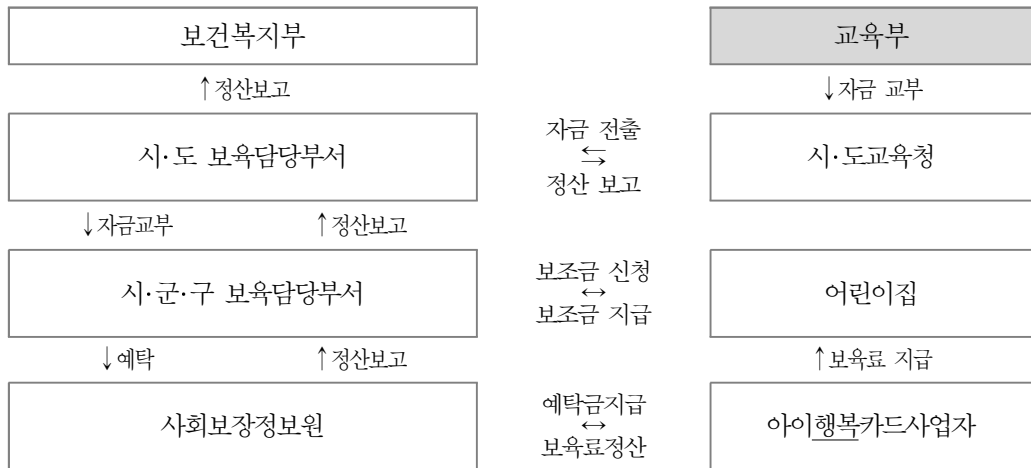 보건복지부 교육부
↑정산보고 ↓자금 교부
시·도 보육담당부서 자금 전출 ← → 정산 보고 시·도교육청
↓자금교부 ↑정산보고
시·군·구 보육담당부서 보조금 신청 ↔ 보조금 지급 어린이집
↓예탁 ↑정산보고 ↑보육료 지급
사회보장정보원 예탁금지급 ↔ 보육료정산 아이행복카드사업자